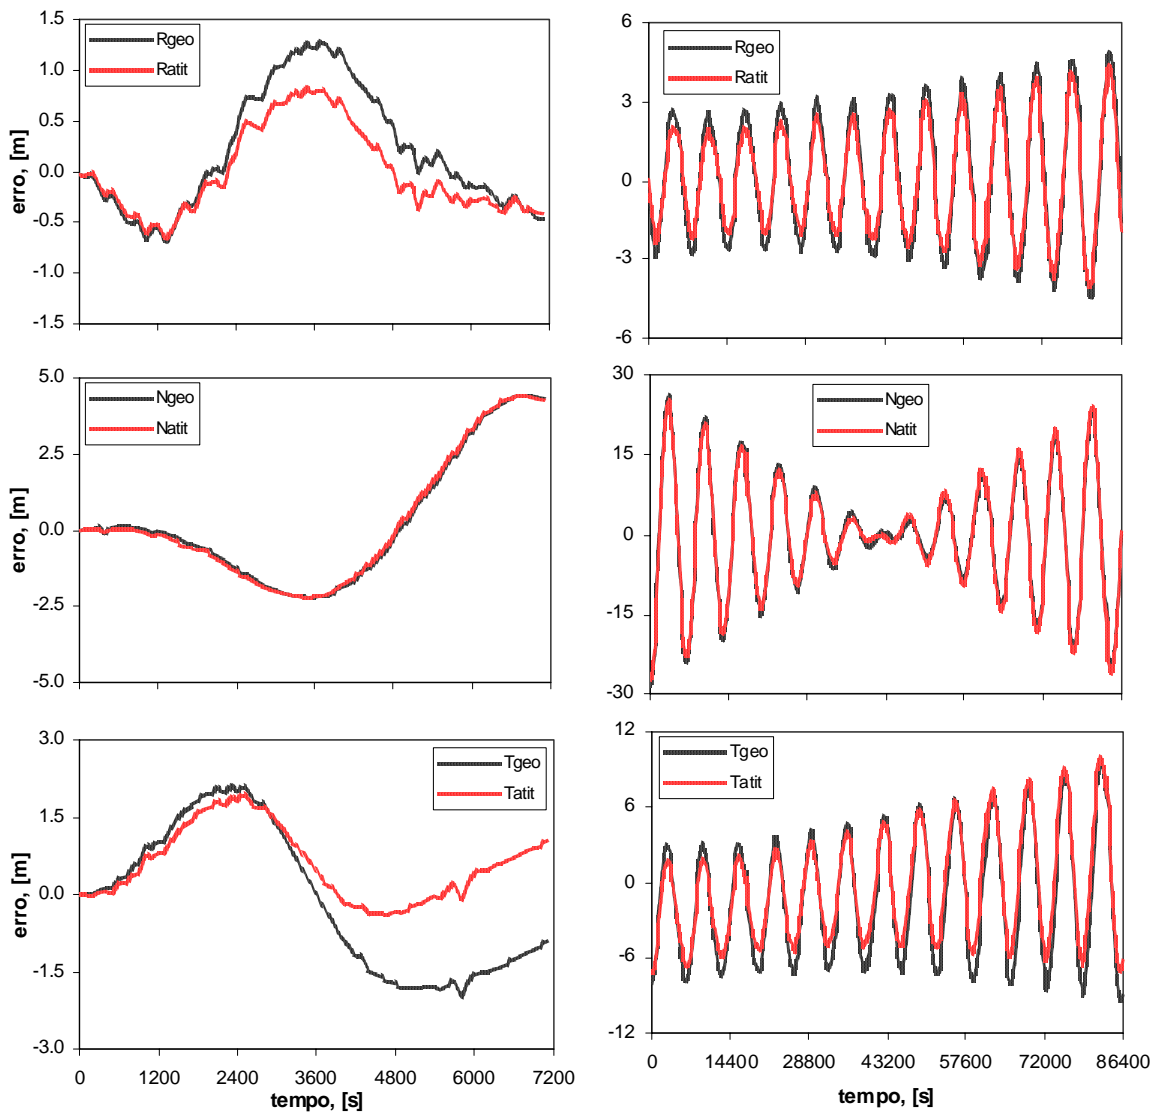 1.5
1.0
0.5
0.0
-0.5
-1.0
-1.5
erro, [m]
Rgeo
Ratit
6
3
0
-3
-6
Rgeo
Ratit
5.0
2.5
0.0
-2.5
-5.0
erro, [m]
Ngeo
Natit
30
15
0
-15
-30
Ngeo
Natit
3.0
1.5
0.0
-1.5
-3.0
erro, [m]
Tgeo
Tatit
0 1200 2400 3600 4800 6000 7200
tempo, [s]
12
6
0
-6
-12
Tgeo
Tatit
0 14400 28800 43200 57600 72000 86400
tempo, [s]